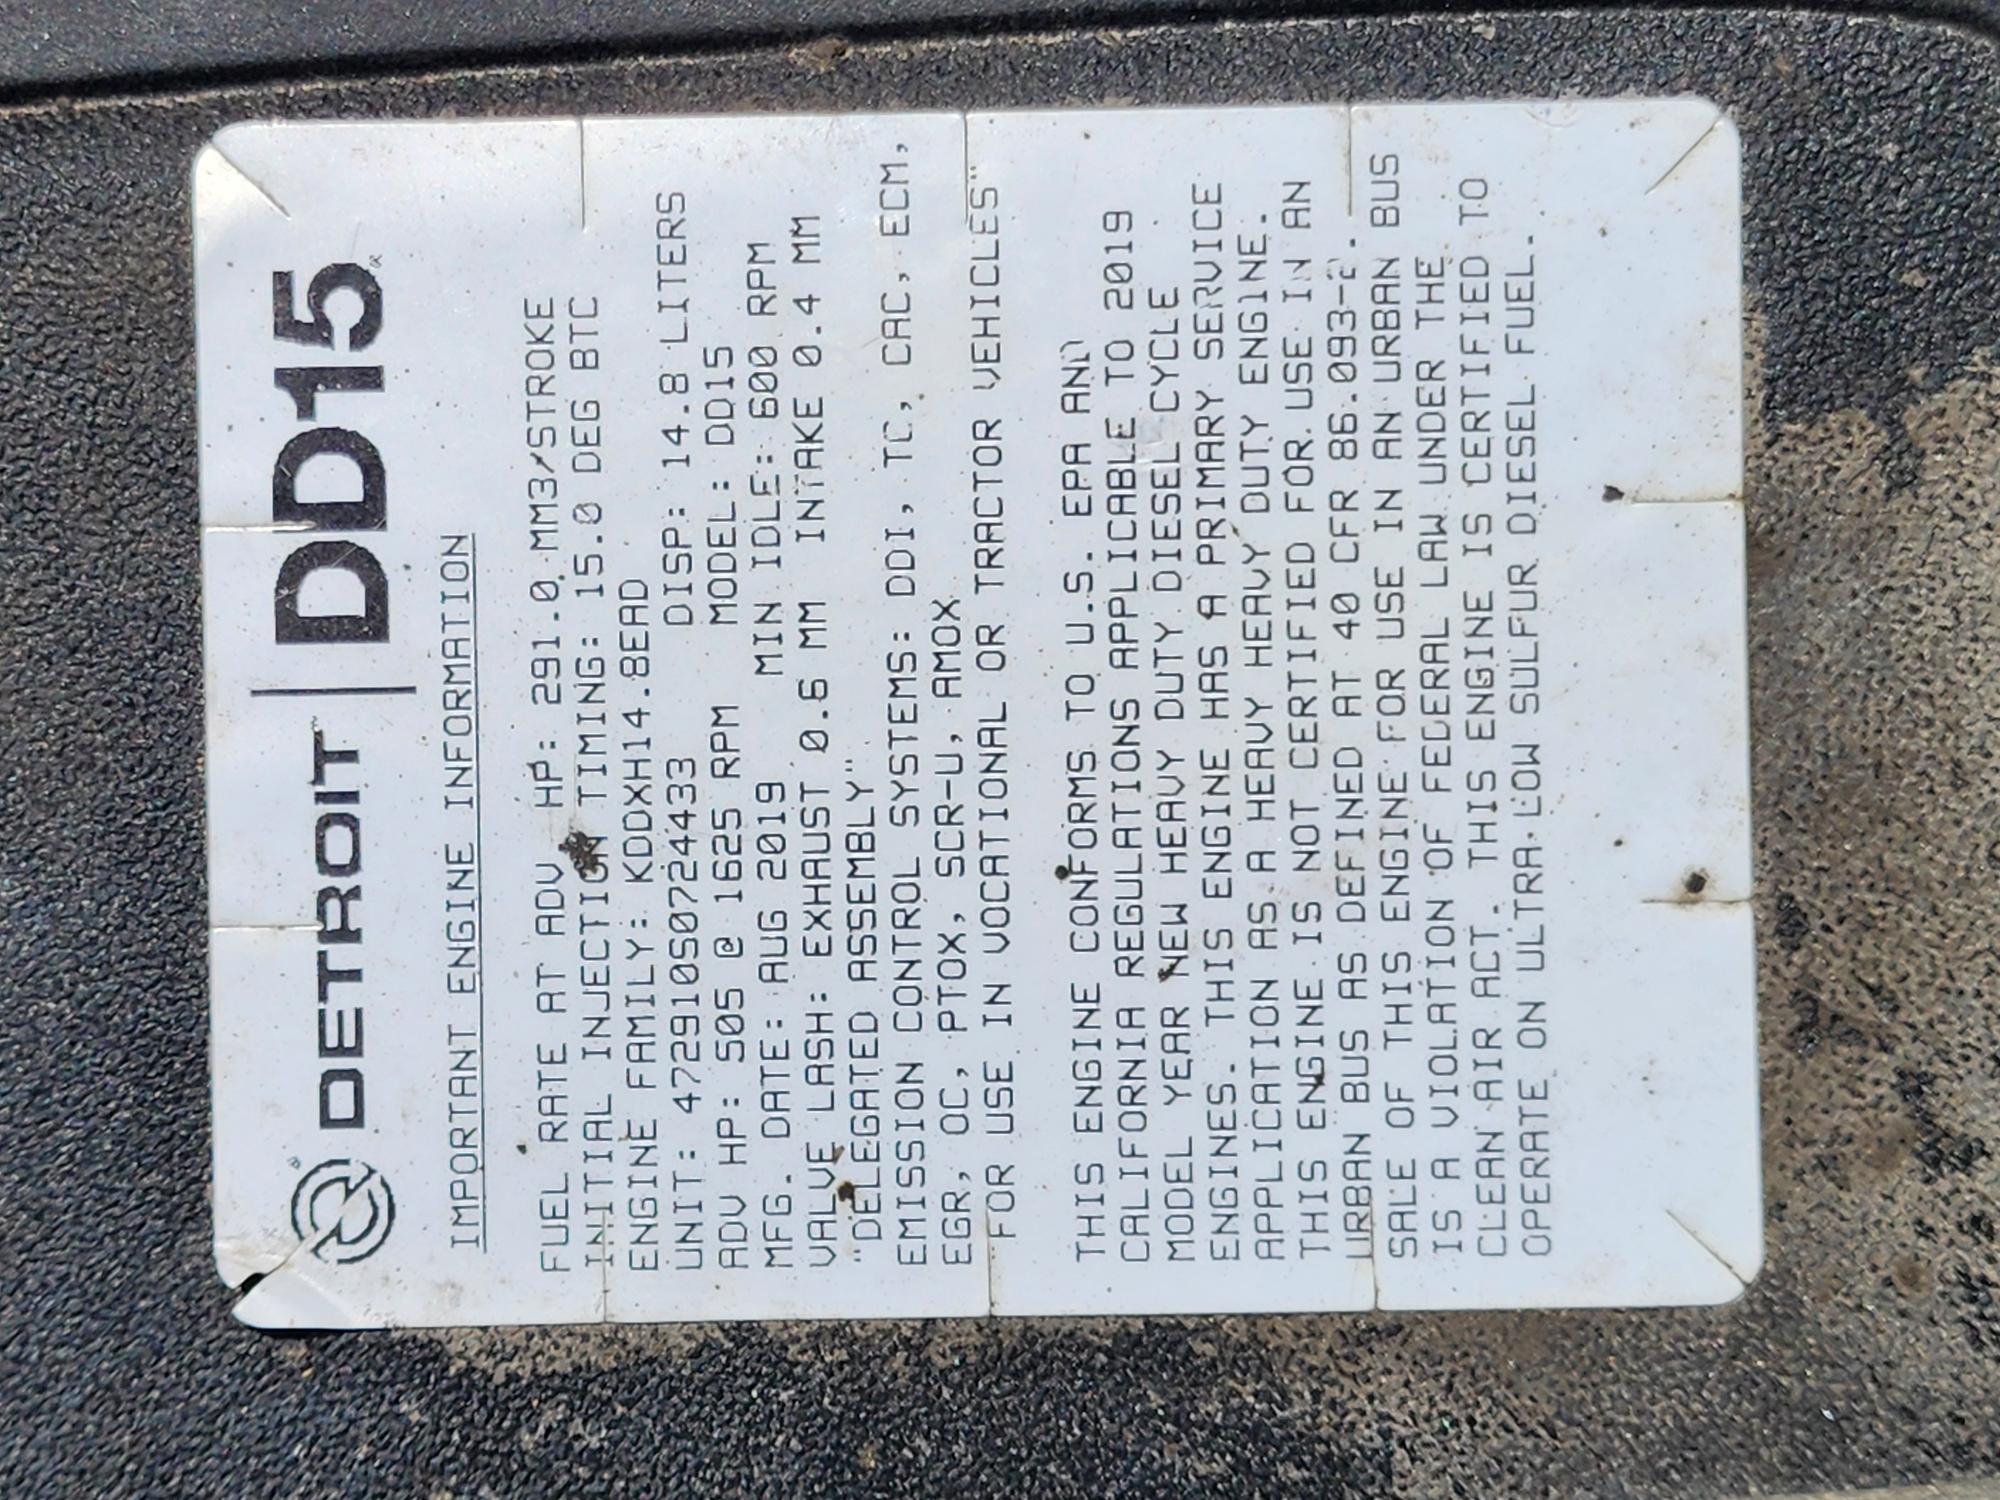 DETROIT | DD15
IMPORTANT ENGINE INFORMATION
FUEL RATE AT ADV HP: 291.0 MM3/STROKE
INITIAL INJECTION TIMING: 15.0 DEG BTC
ENGINE FAMILY: KDDXH14.8EAD
UNIT: 472910S0724433 DISP: 14.8 LITERS
ADV HP: 505 @ 1625 RPM MODEL: DD15
MFG. DATE: AUG 2019 MIN IDLE: 600 RPM
VALVE LASH: EXHAUST 0.6 MM INTAKE 0.4 MM
"DELEGATED ASSEMBLY"
EMISSION CONTROL SYSTEMS: DDI, TC, CAC, ECM,
EGR, OC, PTOX, SCR-U, AMOX
"FOR USE IN VOCATIONAL OR TRACTOR VEHICLES"
THIS ENGINE CONFORMS TO U.S. EPA AND
CALIFORNIA REGULATIONS APPLICABLE TO 2019
MODEL YEAR NEW HEAVY DUTY DIESEL CYCLE
ENGINES. THIS ENGINE HAS A PRIMARY SERVICE
APPLICATION AS A HEAVY HEAVY DUTY ENGINE.
THIS ENGINE IS NOT CERTIFIED FOR USE IN AN
URBAN BUS AS DEFINED AT 40 CFR 86.093-2.
SALE OF THIS ENGINE FOR USE IN AN URBAN BUS
IS A VIOLATION OF FEDERAL LAW UNDER THE
CLEAN AIR ACT. THIS ENGINE IS CERTIFIED TO
OPERATE ON ULTRA LOW SULFUR DIESEL FUEL.